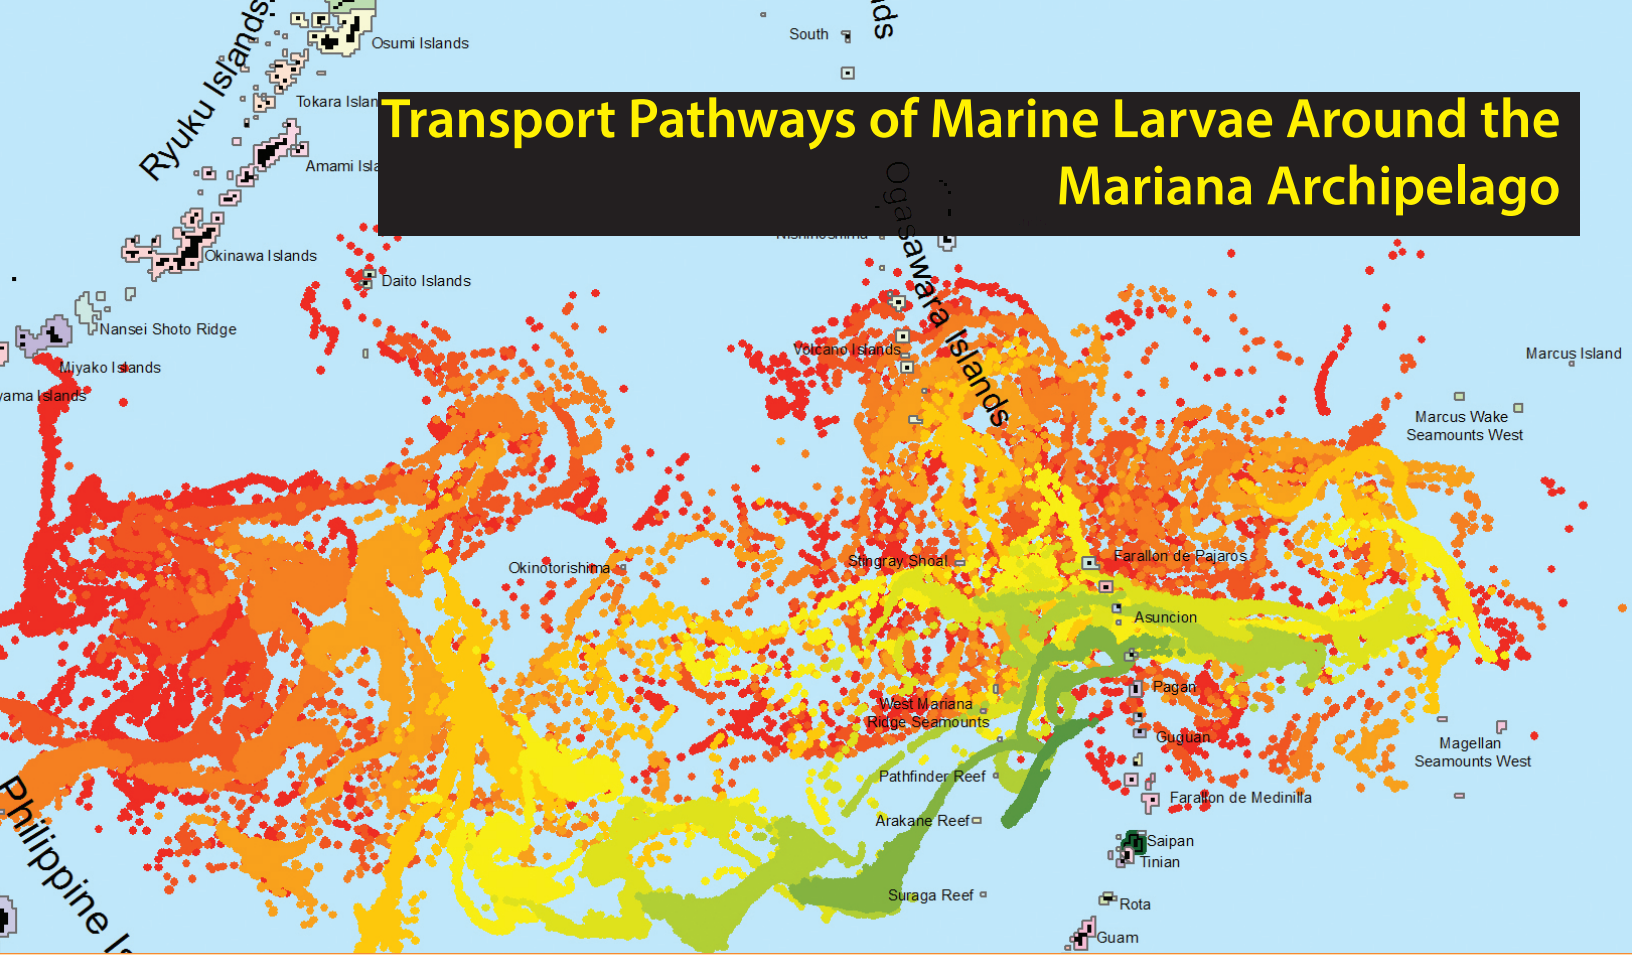 Transport Pathways of Marine Larvae Around the
Mariana Archipelago
Ryuku Islands
Osumi Islands
South
Tokara Islan
Amami Isla
Okinawa Islands
Daito Islands
Nansei Shoto Ridge
Miyako Islands
yama Islands
Ogasawara Islands
Nishinoshima
Volcano Islands
Marcus Island
Marcus Wake
Seamounts West
Okinotorishima
Stingray Shoal
Farallon de Pajaros
Asuncion
Pagan
West Mariana
Ridge Seamounts
Guguan
Magellan
Seamounts West
Pathfinder Reef
Farallon de Medinilla
Arakane Reef
Saipan
Tinian
Suraga Reef
Rota
Guam
Philippine Is
nds